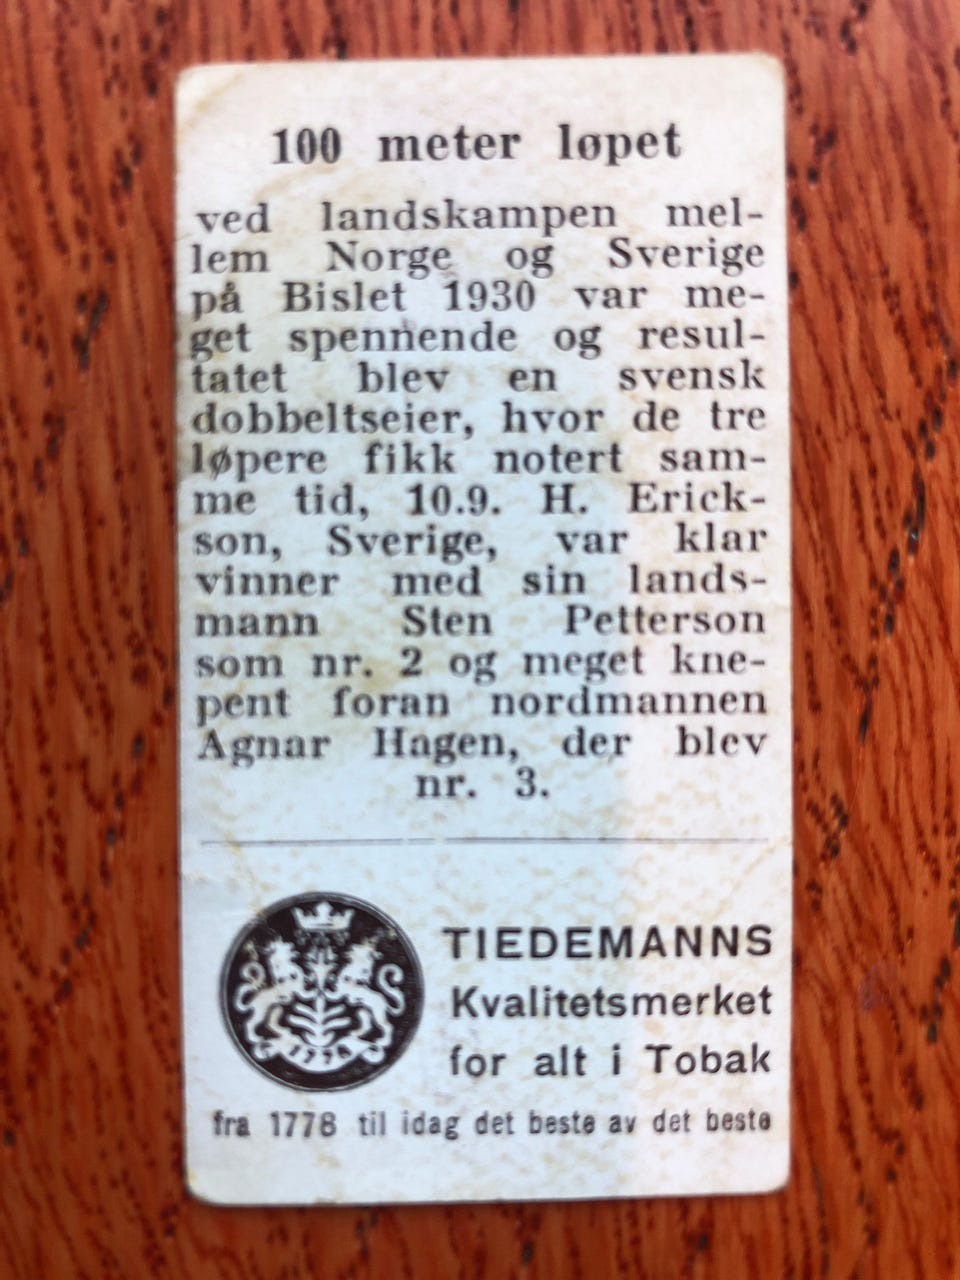 100 meter løpet
ved landskampen mel-
lem Norge og Sverige
på Bislet 1930 var me-
get spennende og resul-
tatet blev en svensk
dobbeltseier, hvor de tre
løpere fikk notert sam-
me tid, 10.9. H. Erick-
son, Sverige, var klar
vinner med sin lands-
mann Sten Petterson
som nr. 2 og meget kne-
pent foran nordmannen
Agnar Hagen, der blev
nr. 3.
1778
TIEDEMANNS
Kvalitetsmerket
for alt i Tobak
fra 1778 til idag det beste av det beste